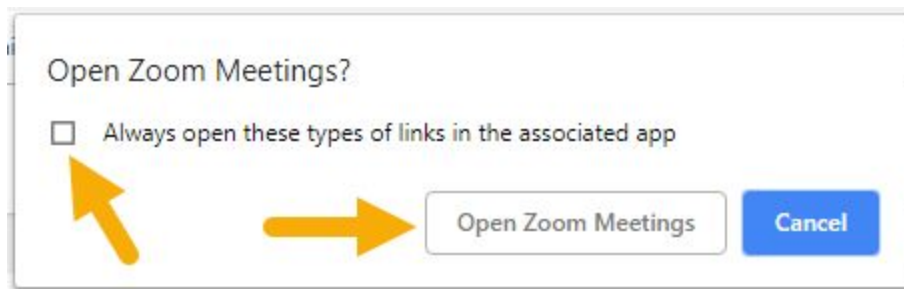 Open Zoom Meetings?
Always open these types of links in the associated app
Open Zoom Meetings
Cancel